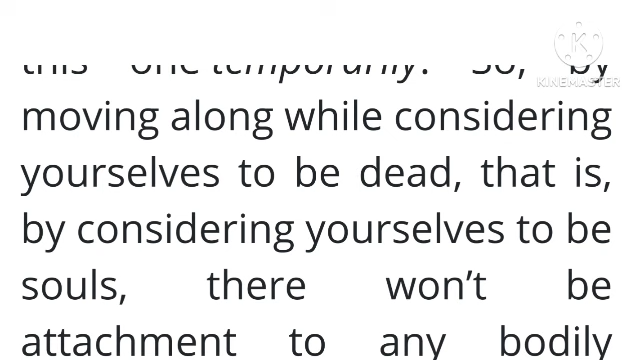 this one temporarily. So, by
KINEMASTER
moving along while considering
yourselves to be dead, that is,
by considering yourselves to be
souls, there won't be
attachment to any bodily